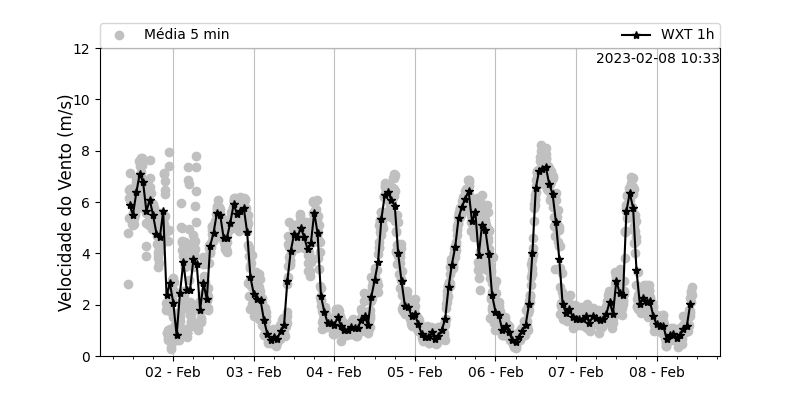 Média 5 min
WXT 1h
2023-02-08 10:33
Velocidade do Vento (m/s)
12
10
8
6
4
2
0
02 - Feb
03 - Feb
04 - Feb
05 - Feb
06 - Feb
07 - Feb
08 - Feb